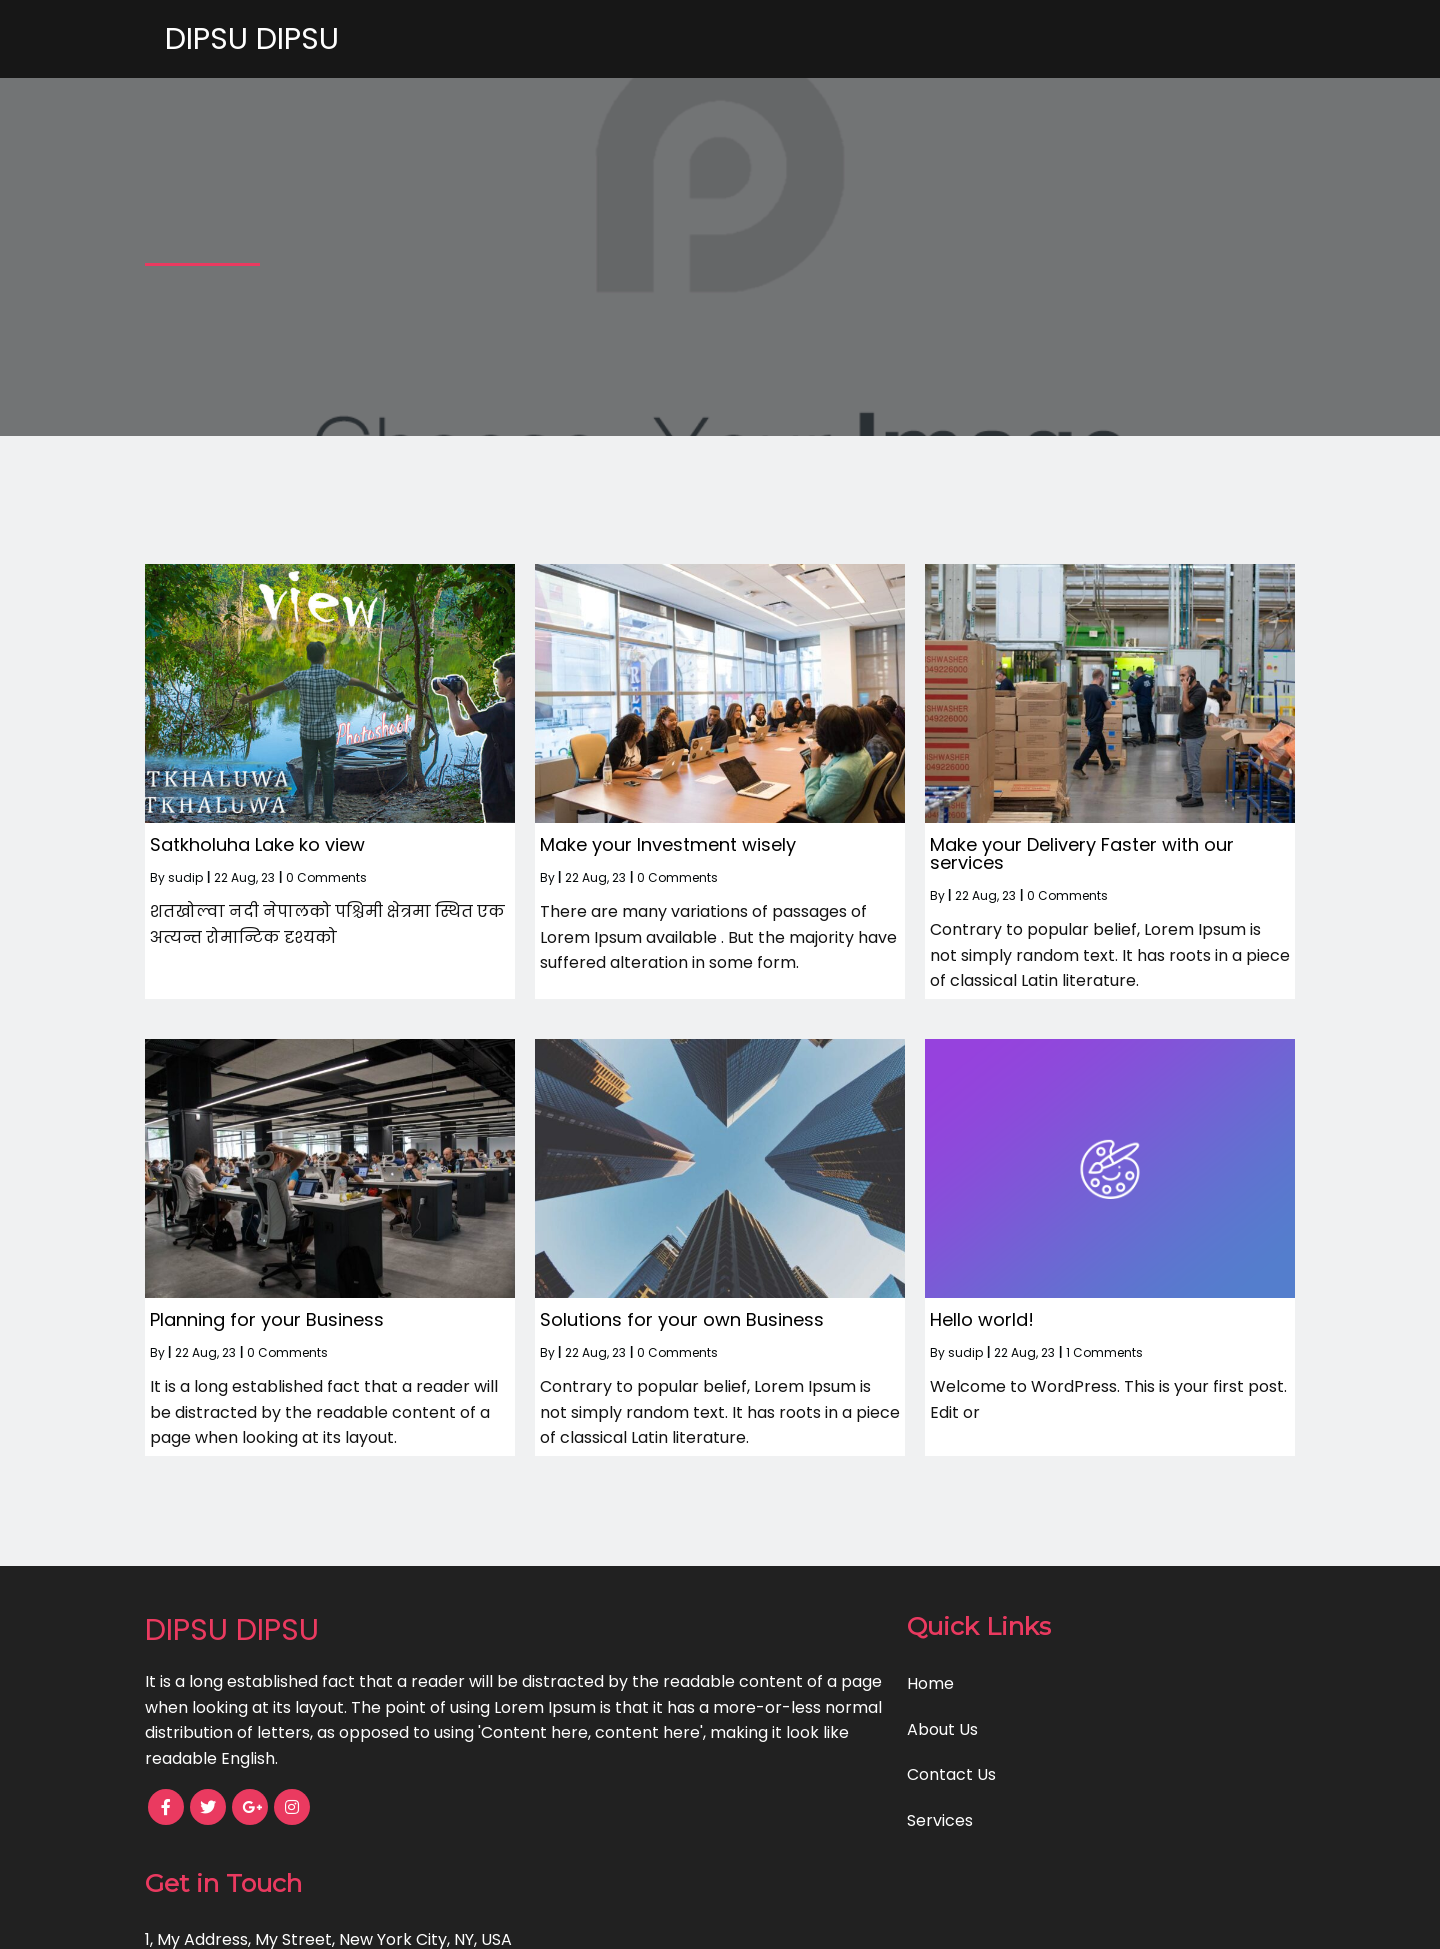 DIPSU DIPSU
Choose Your Image
view
Photoshoot
TKHALUWA
TKHALUWA
ISHWASHER
049226000
049226000
ISHWASHER
049226000
Satkholuha Lake ko view
By sudip | 22 Aug, 23 | 0 Comments
शतखोल्वा नदी नेपालको पश्चिमी क्षेत्रमा स्थित एक
अत्यन्त रोमान्टिक दृश्यको
Make your Investment wisely
By | 22 Aug, 23 | 0 Comments
There are many variations of passages of
Lorem Ipsum available . But the majority have
suffered alteration in some form.
Make your Delivery Faster with our
services
By | 22 Aug, 23 | 0 Comments
Contrary to popular belief, Lorem Ipsum is
not simply random text. It has roots in a piece
of classical Latin literature.
Planning for your Business
By | 22 Aug, 23 | 0 Comments
It is a long established fact that a reader will
be distracted by the readable content of a
page when looking at its layout.
Solutions for your own Business
By | 22 Aug, 23 | 0 Comments
Contrary to popular belief, Lorem Ipsum is
not simply random text. It has roots in a piece
of classical Latin literature.
Hello world!
By sudip | 22 Aug, 23 | 1 Comments
Welcome to WordPress. This is your first post.
Edit or
DIPSU DIPSU
It is a long established fact that a reader will be distracted by the readable content of a page
when looking at its layout. The point of using Lorem Ipsum is that it has a more-or-less normal
distribution of letters, as opposed to using 'Content here, content here', making it look like
readable English.
Quick Links
Home
About Us
Contact Us
Services
Get in Touch
1, My Address, My Street, New York City, NY, USA